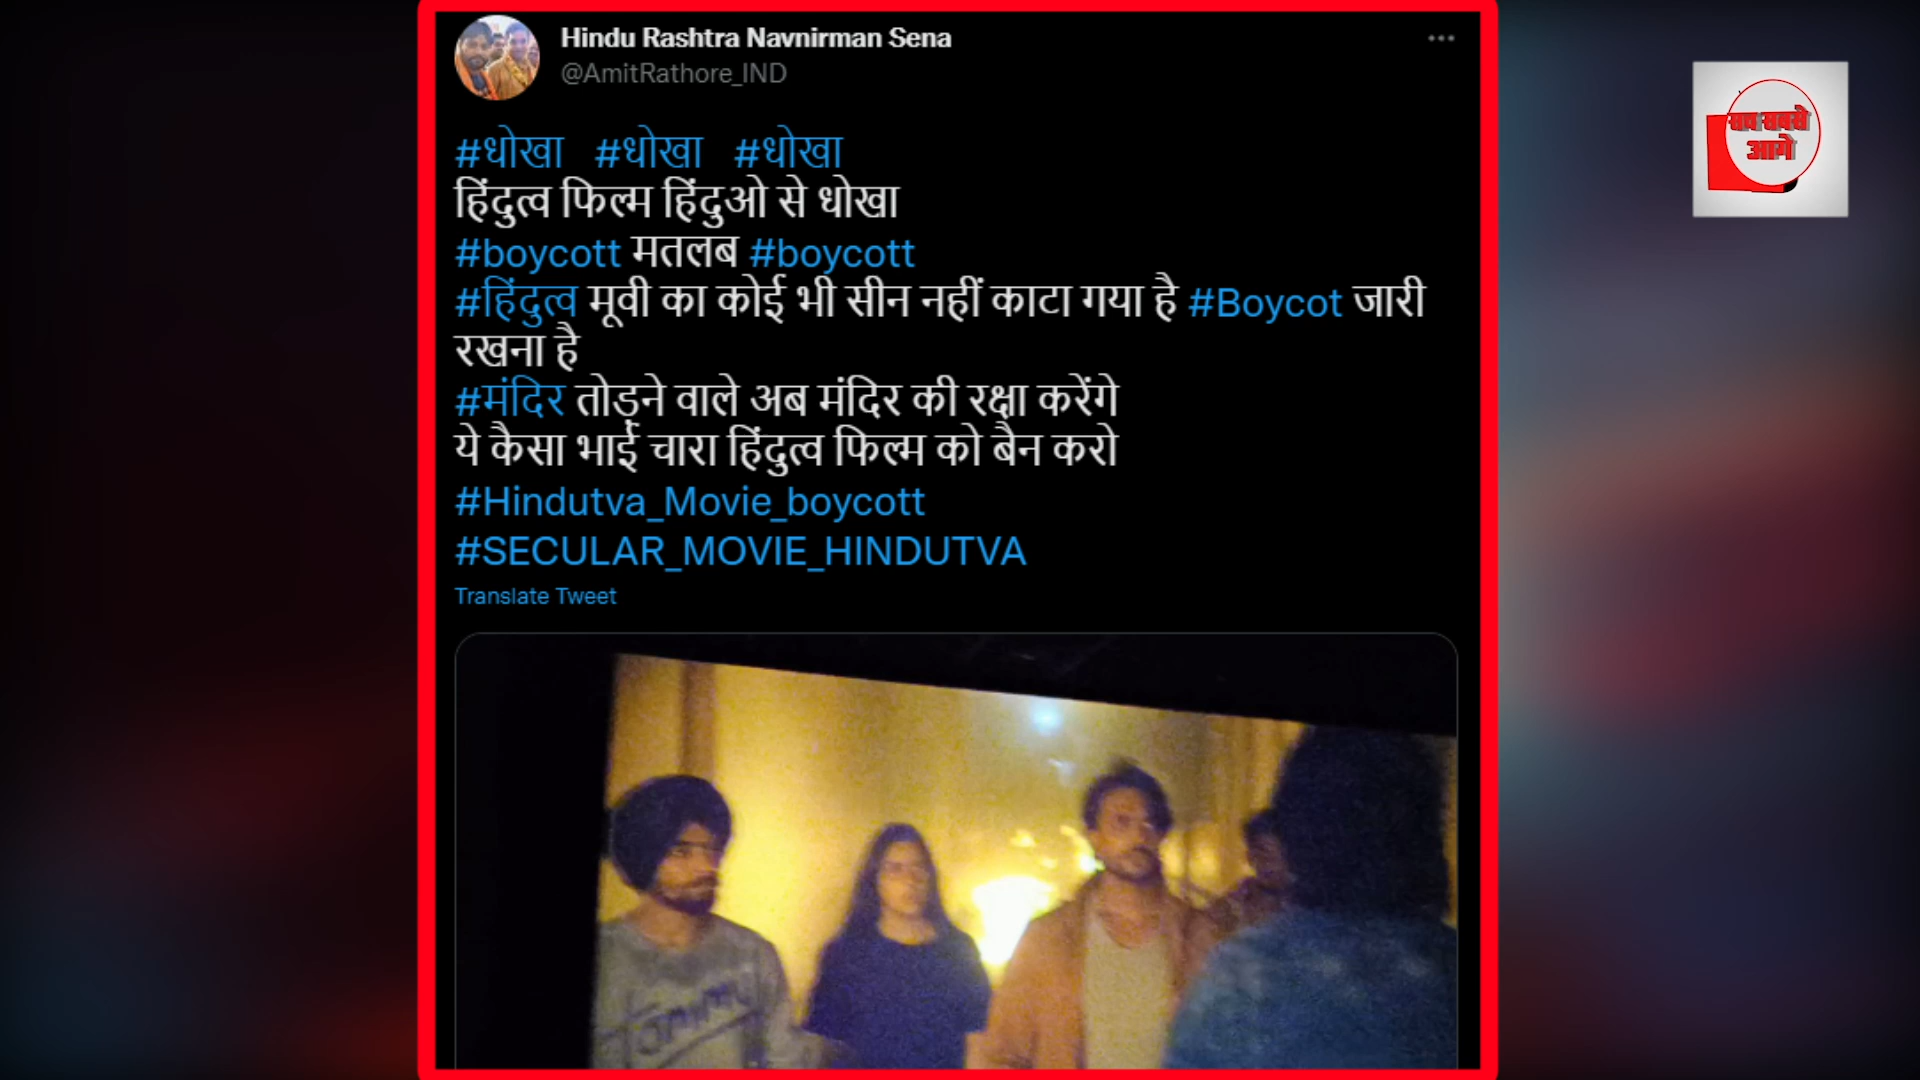 Hindu Rashtra Navnirman Sena
@AmitRathore_IND
#धोखा #धोखा #धोखा
हिंदुत्व फिल्म हिंदुओ से धोखा
#boycott मतलब #boycott
#हिंदुत्व मूवी का कोई भी सीन नहीं काटा गया है #Boycot जारी
रखना है
#मंदिर तोड़ने वाले अब मंदिर की रक्षा करेंगे
ये कैसा भाई चारा हिंदुत्व फिल्म को बैन करो
#Hindutva_Movie_boycott
#SECULAR_MOVIE_HINDUTVA
Translate Tweet
सच सबसे
आगे